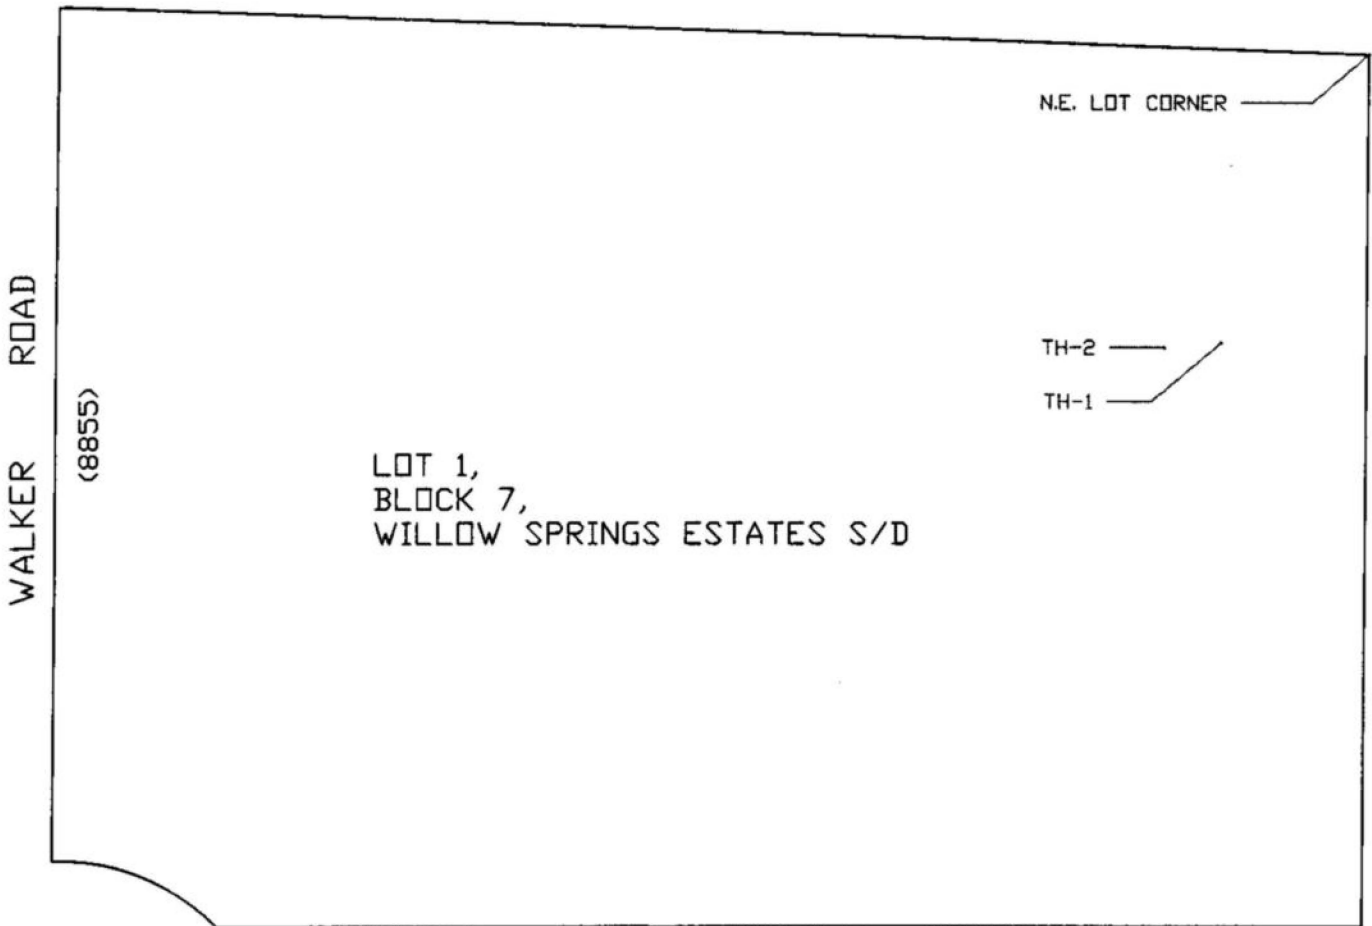 N.E. LOT CORNER
WALKER ROAD
(8855)
TH-2
TH-1
LOT 1,
BLOCK 7,
WILLOW SPRINGS ESTATES S/D